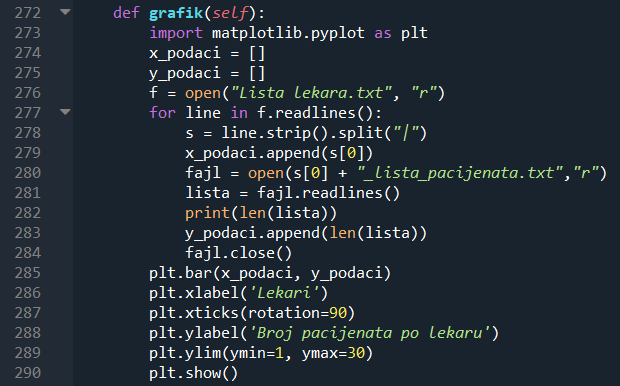 272 def grafik(self):
273 import matplotlib.pyplot as plt
274 x_podaci = []
275 y_podaci = []
276 f = open("Lista lekara.txt", "r")
277 for line in f.readlines():
278 s = line.strip().split("|")
279 x_podaci.append(s[0])
280 fajl = open(s[0] + "_lista_pacijenata.txt","r")
281 lista = fajl.readlines()
282 print(len(lista))
283 y_podaci.append(len(lista))
284 fajl.close()
285 plt.bar(x_podaci, y_podaci)
286 plt.xlabel('Lekari')
287 plt.xticks(rotation=90)
288 plt.ylabel('Broj pacijenata po lekaru')
289 plt.ylim(ymin=1, ymax=30)
290 plt.show()